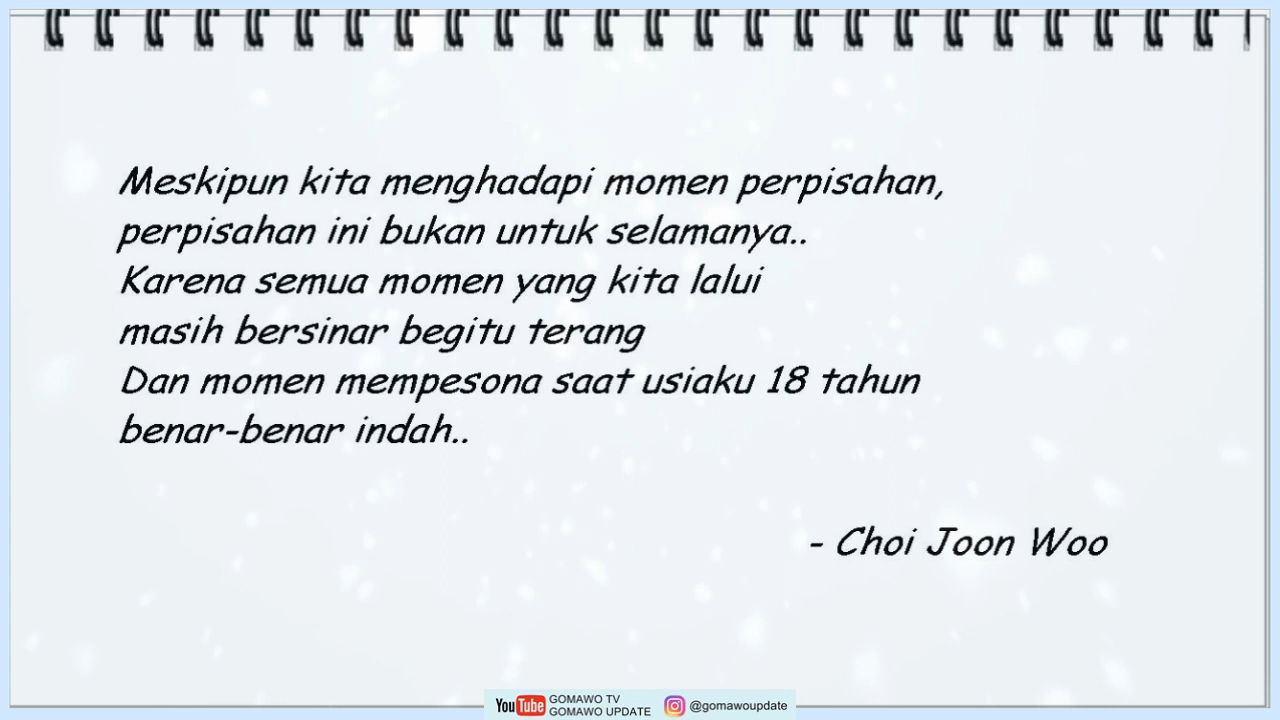 Meskipun kita menghadapi momen perpisahan,
perpisahan ini bukan untuk selamanya..
Karena semua momen yang kita lalui
masih bersinar begitu terang
Dan momen mempesona saat usiaku 18 tahun
benar-benar indah..
- Choi Joon Woo
YouTube GOMAWO TV
GOMAWO UPDATE
@gomawoupdate